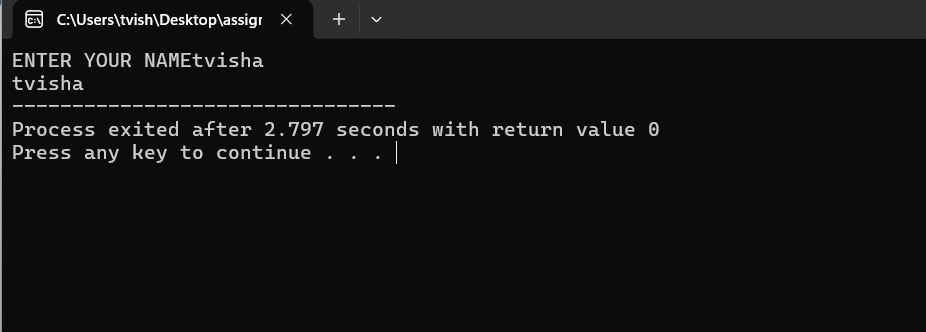 C:\Users\tvish\Desktop\assigr
ENTER YOUR NAMEtvisha
tvisha
--------------------------------
Process exited after 2.797 seconds with return value 0
Press any key to continue . . .